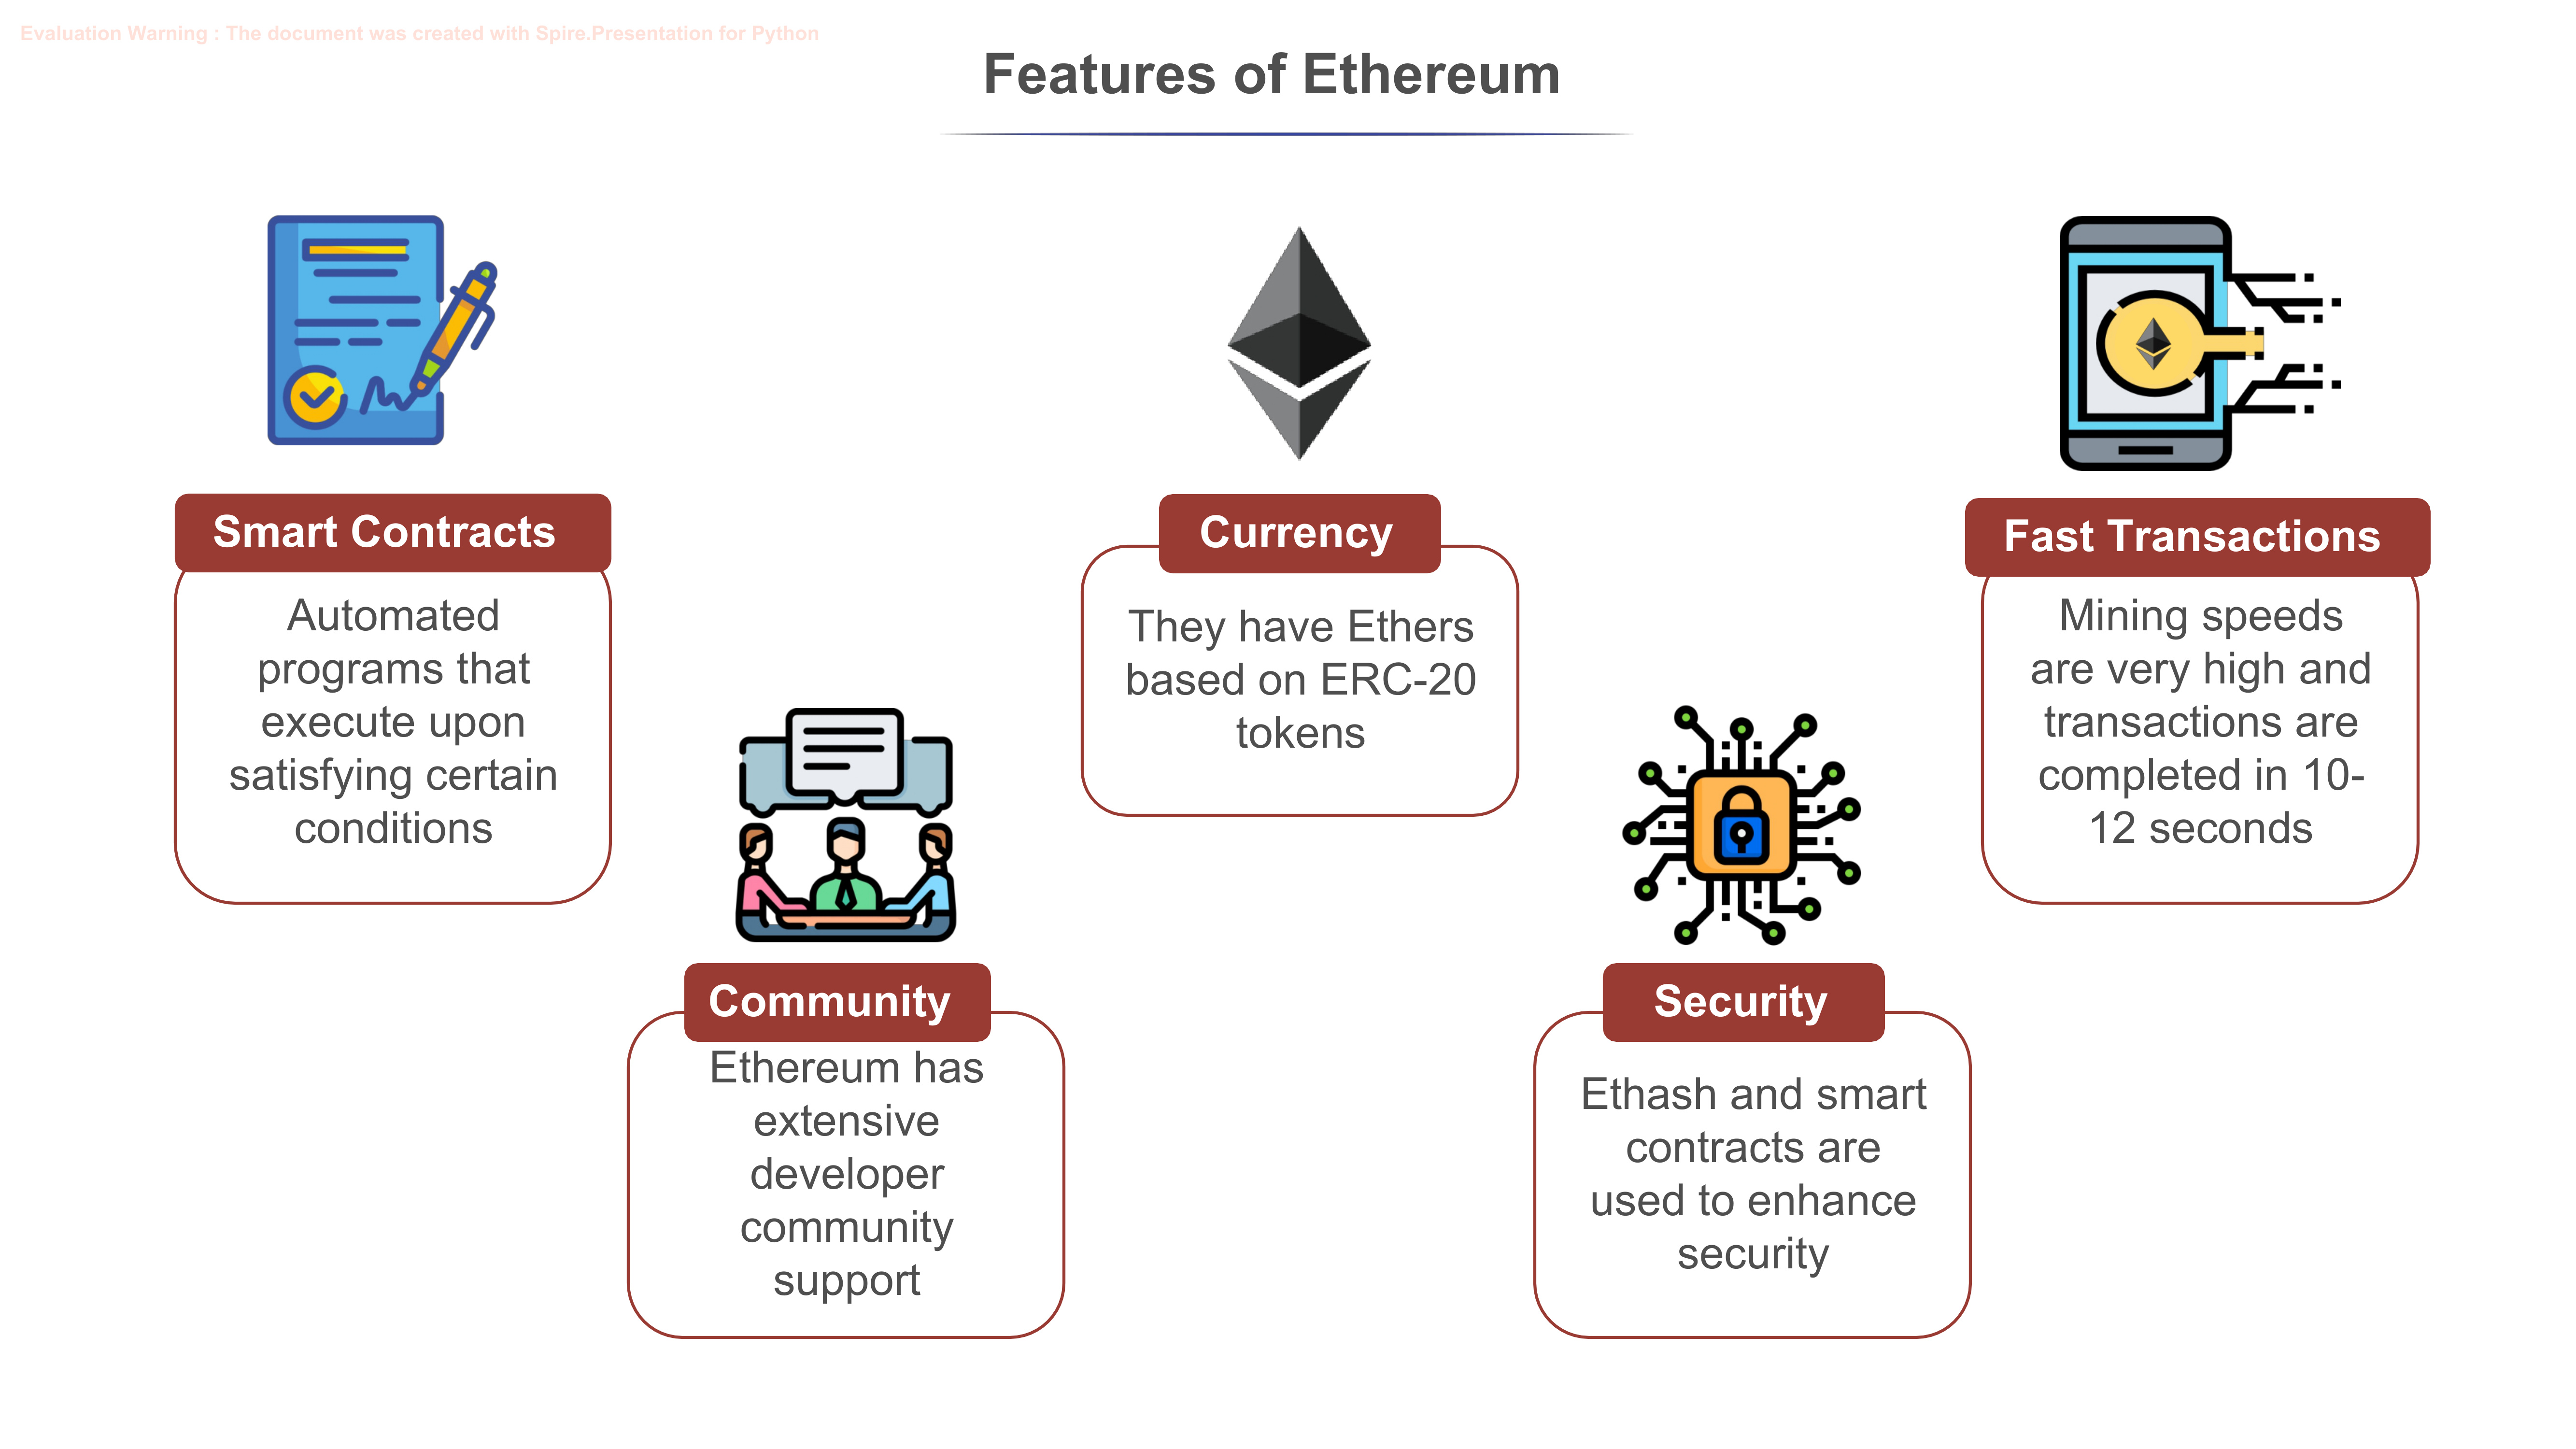 Evaluation Warning : The document was created with Spire.Presentation for Python
Features of Ethereum
Smart Contracts
Automated
programs that
execute upon
satisfying certain
conditions
Community
Ethereum has
extensive
developer
community
support
Currency
They have Ethers
based on ERC-20
tokens
Security
Ethash and smart
contracts are
used to enhance
security
Fast Transactions
Mining speeds
are very high and
transactions are
completed in 10-
12 seconds